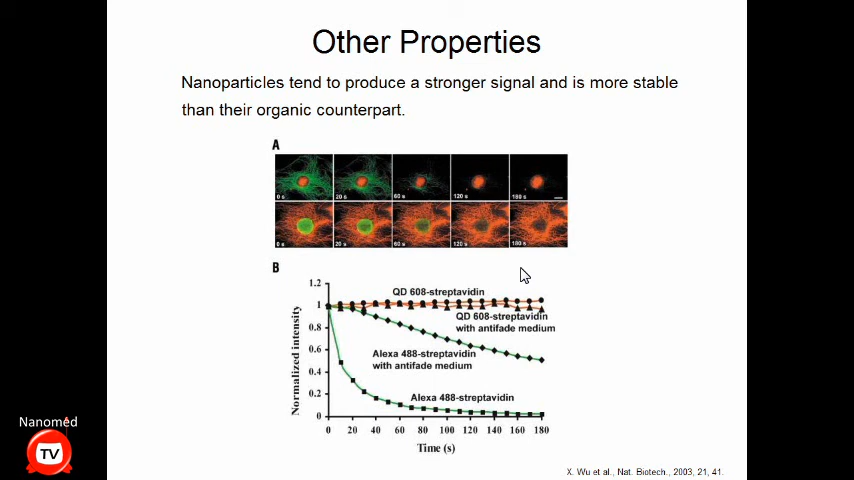 Other Properties
Nanoparticles tend to produce a stronger signal and is more stable
than their organic counterpart.
A
0 s
20 s
60 s
120 s
180 s
0 s
20 s
60 s
120 s
180 s
B
Normalized intensity
1.2
1
0.8
0.6
0.4
0.2
0
QD 608-streptavidin
QD 608-streptavidin
with antifade medium
Alexa 488-streptavidin
with antifade medium
Alexa 488-streptavidin
0 20 40 60 80 100 120 140 160 180
Time (s)
Nanomed
TV
X. Wu et al., Nat. Biotech., 2003, 21, 41.